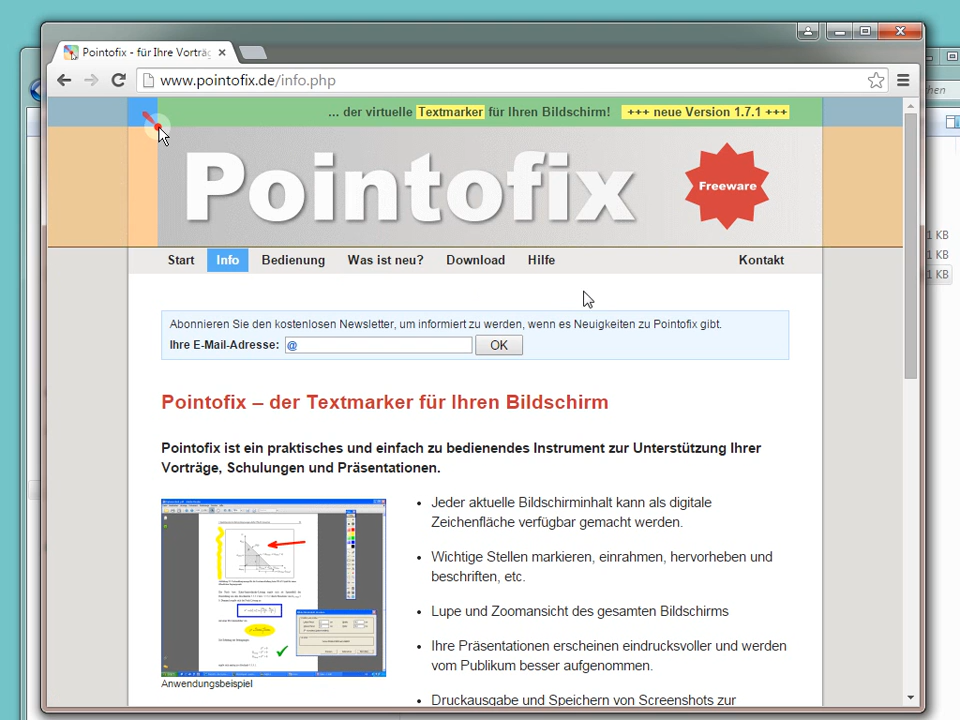 Pointofix - für Ihre Vorträg
www.pointofix.de/info.php
chen
... der virtuelle Textmarker für Ihren Bildschirm! +++ neue Version 1.7.1 +++
Pointofix
Freeware
1 KB
1 KB
1 KB
Start Info Bedienung Was ist neu? Download Hilfe Kontakt
Abonnieren Sie den kostenlosen Newsletter, um informiert zu werden, wenn es Neuigkeiten zu Pointofix gibt.
Ihre E-Mail-Adresse: @ OK
Pointofix – der Textmarker für Ihren Bildschirm
Pointofix ist ein praktisches und einfach zu bedienendes Instrument zur Unterstützung Ihrer
Vorträge, Schulungen und Präsentationen.
• Jeder aktuelle Bildschirminhalt kann als digitale
Zeichenfläche verfügbar gemacht werden.
• Wichtige Stellen markieren, einrahmen, hervorheben und
beschriften, etc.
• Lupe und Zoomansicht des gesamten Bildschirms
• Ihre Präsentationen erscheinen eindrucksvoller und werden
vom Publikum besser aufgenommen.
• Druckausgabe und Speichern von Screenshots zur
Anwendungsbeispiel